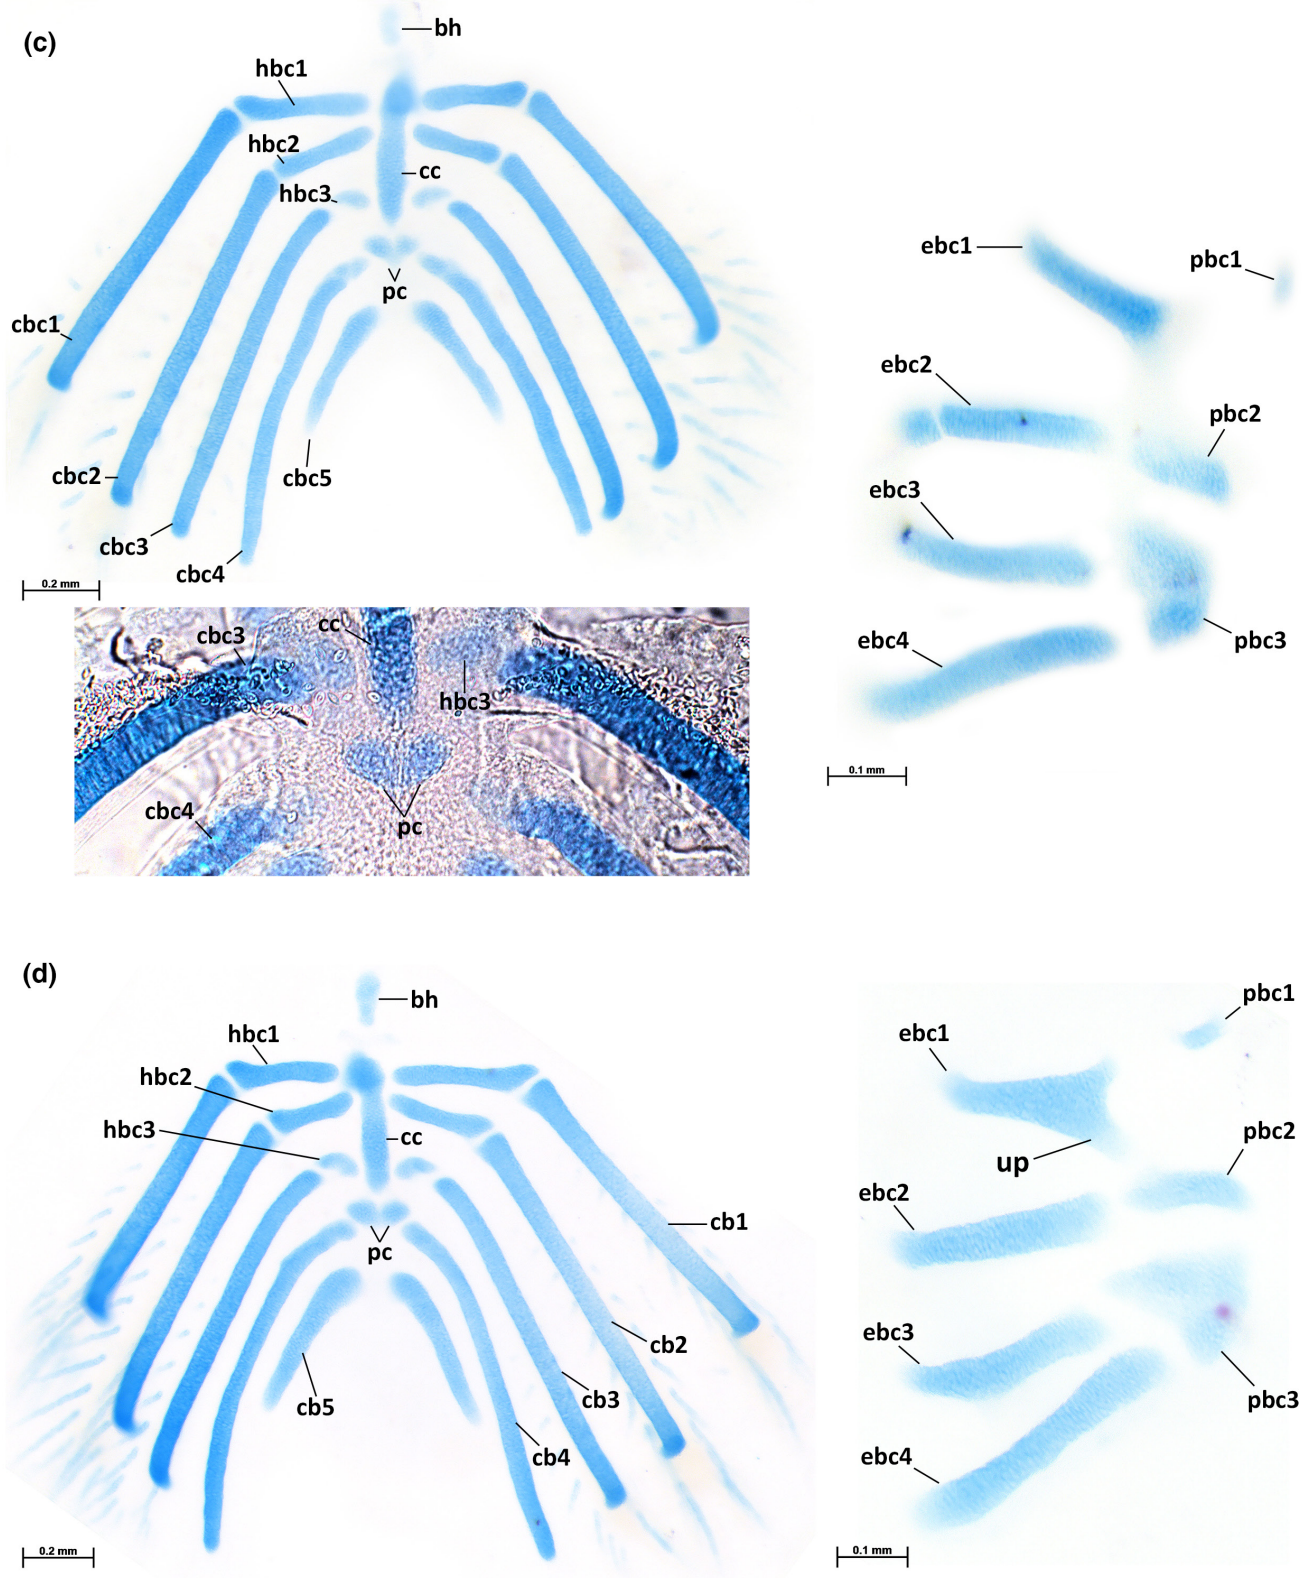 (c)
bh
hbc1
hbc2
cc
hbc3
pc
cbc1
cbc2
cbc5
cbc3
cbc4
0.2 mm
ebc1
pbc1
ebc2
pbc2
ebc3
ebc4
pbc3
0.1 mm
cbc3
cc
hbc3
cbc4
pc
(d)
bh
hbc1
hbc2
hbc3
cc
pc
cb1
cb2
cb3
cb5
cb4
0.2 mm
pbc1
ebc1
pbc2
up
ebc2
ebc3
pbc3
ebc4
0.1 mm